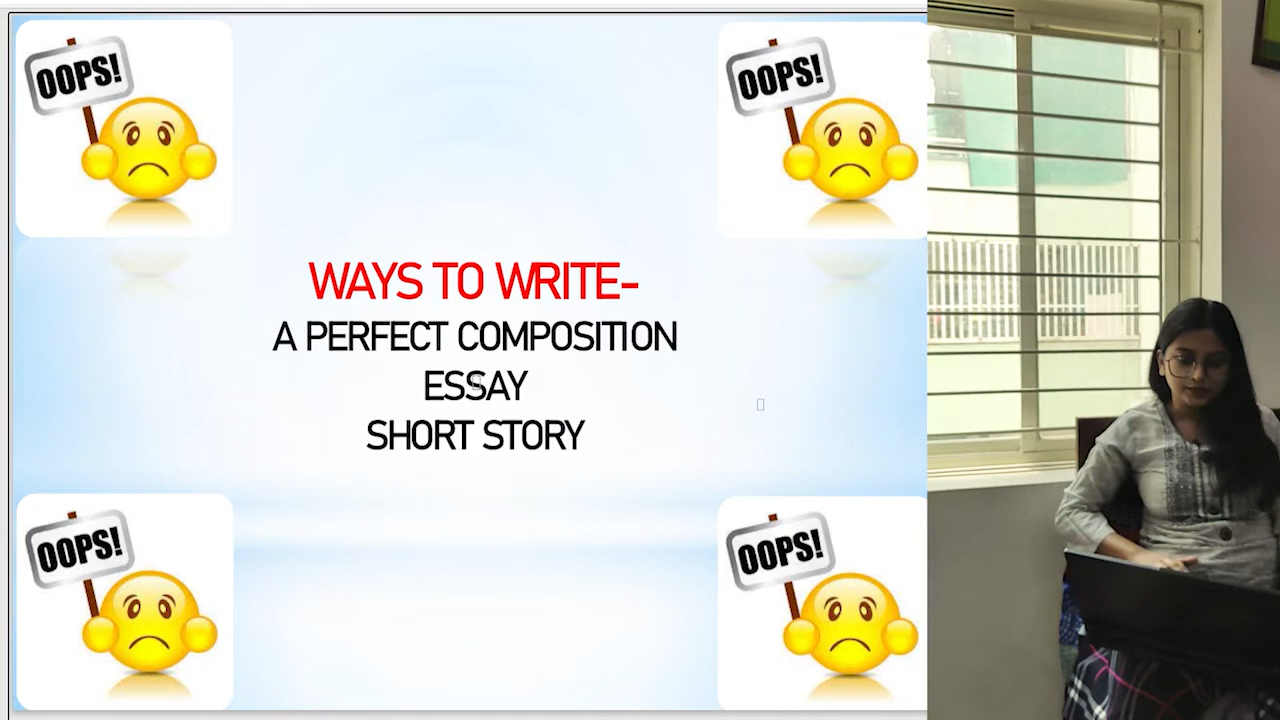 OOPS!
OOPS!
WAYS TO WRITE-
A PERFECT COMPOSITION
ESSAY
SHORT STORY
OOPS!
OOPS!